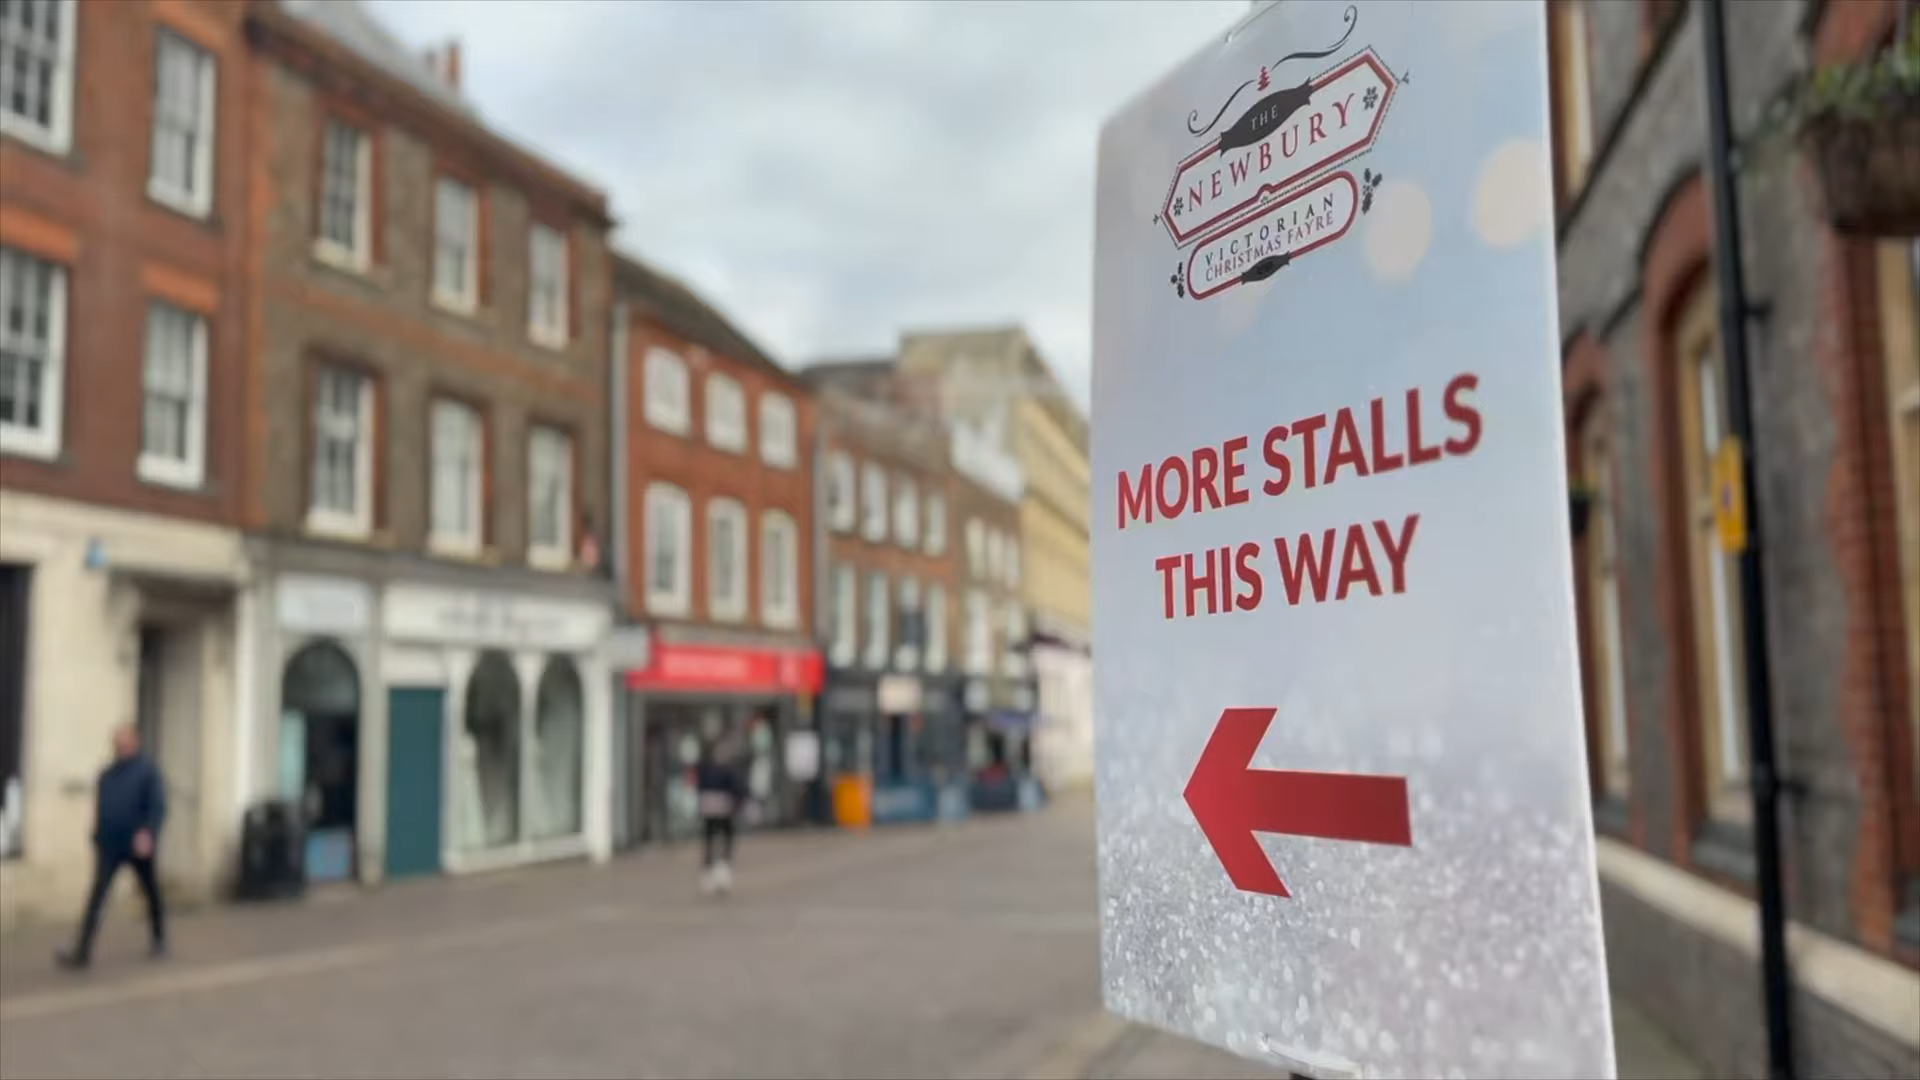 THE
NEWBURY
VICTORIAN
CHRISTMAS FAYRE
MORE STALLS
THIS WAY